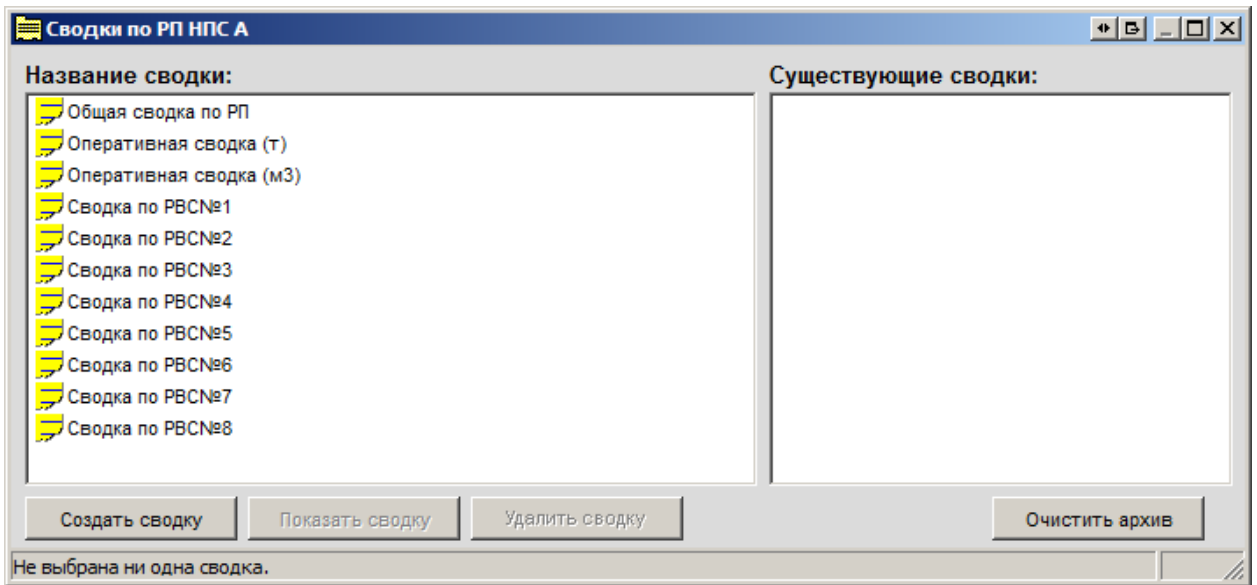 Сводки по РП НПС А
Название сводки:
Общая сводка по РП
Оперативная сводка (т)
Оперативная сводка (м3)
Сводка по РВС№1
Сводка по РВС№2
Сводка по РВС№3
Сводка по РВС№4
Сводка по РВС№5
Сводка по РВС№6
Сводка по РВС№7
Сводка по РВС№8
Существующие сводки:
Создать сводку
Показать сводку
Удалить сводку
Очистить архив
Не выбрана ни одна сводка.